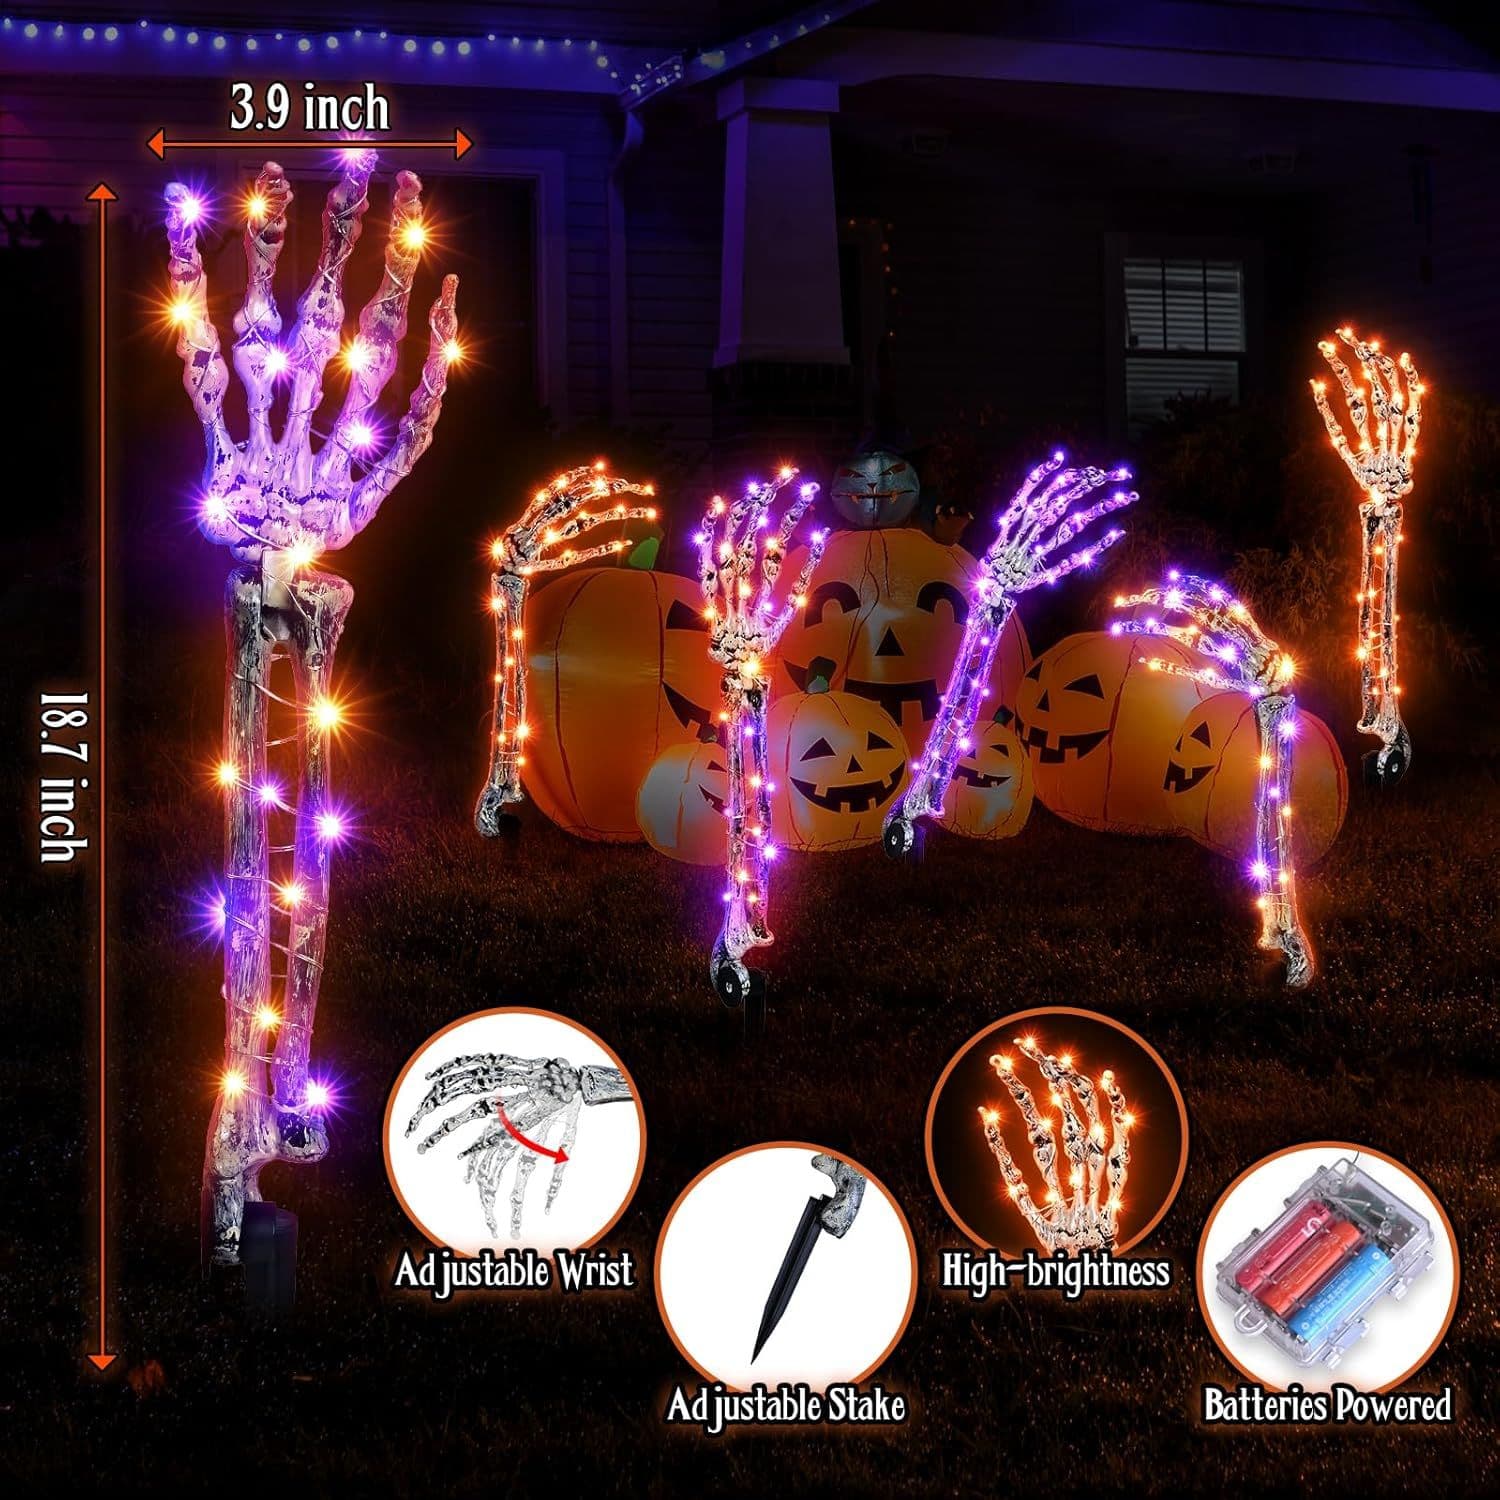 3.9 inch
18.7 inch
Adjustable Wrist
High-brightness
Adjustable Stake
Batteries Powered